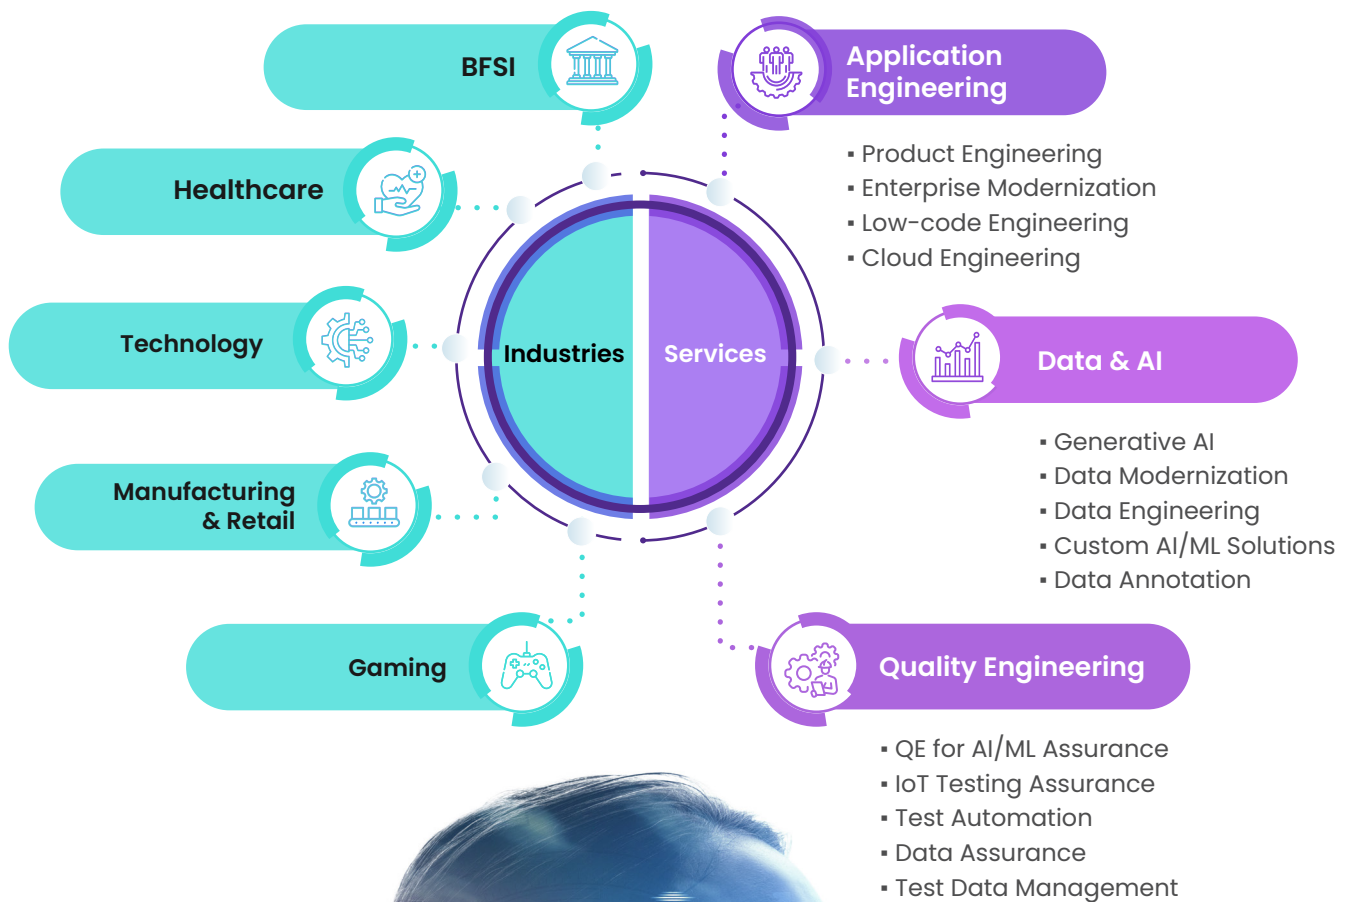 BFSI
Healthcare
Technology
Manufacturing
& Retail
Gaming
Industries
Services
Application
Engineering
▪ Product Engineering
▪ Enterprise Modernization
▪ Low-code Engineering
▪ Cloud Engineering
Data & AI
▪ Generative AI
▪ Data Modernization
▪ Data Engineering
▪ Custom AI/ML Solutions
▪ Data Annotation
Quality Engineering
▪ QE for AI/ML Assurance
▪ IoT Testing Assurance
▪ Test Automation
▪ Data Assurance
▪ Test Data Management